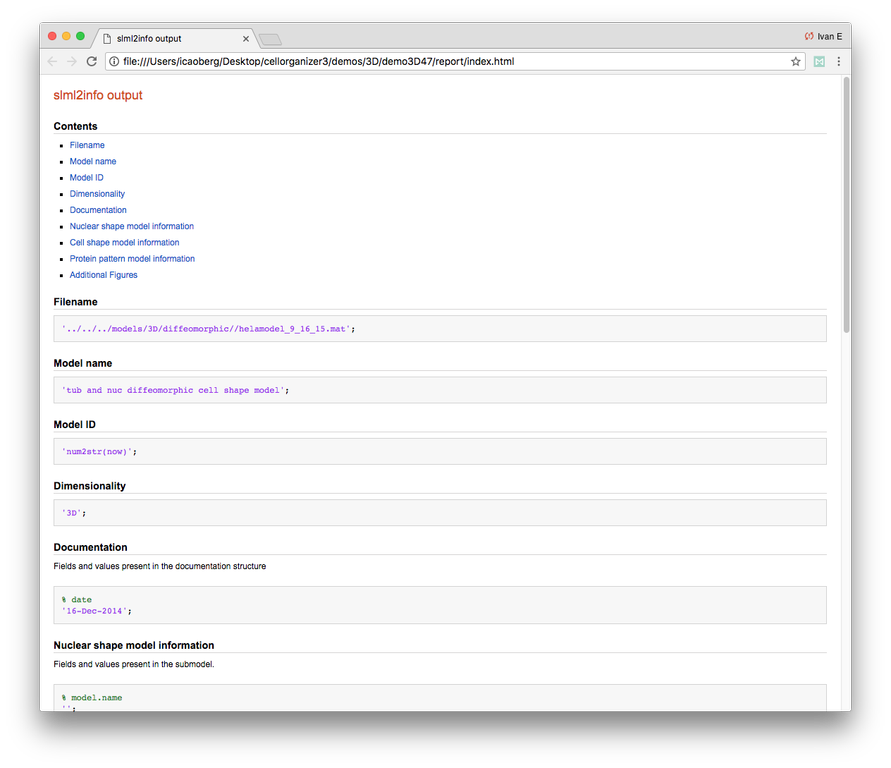 slml2info output
Ivan E
file:///Users/icaoberg/Desktop/cellorganizer3/demos/3D/demo3D47/report/index.html
slml2info output
Contents
Filename
Model name
Model ID
Dimensionality
Documentation
Nuclear shape model information
Cell shape model information
Protein pattern model information
Additional Figures
Filename
'../../../models/3D/diffeomorphic//helamodel_9_16_15.mat';
Model name
'tub and nuc diffeomorphic cell shape model';
Model ID
'num2str(now)';
Dimensionality
'3D';
Documentation
Fields and values present in the documentation structure
% date
'16-Dec-2014';
Nuclear shape model information
Fields and values present in the submodel.
% model.name
'';